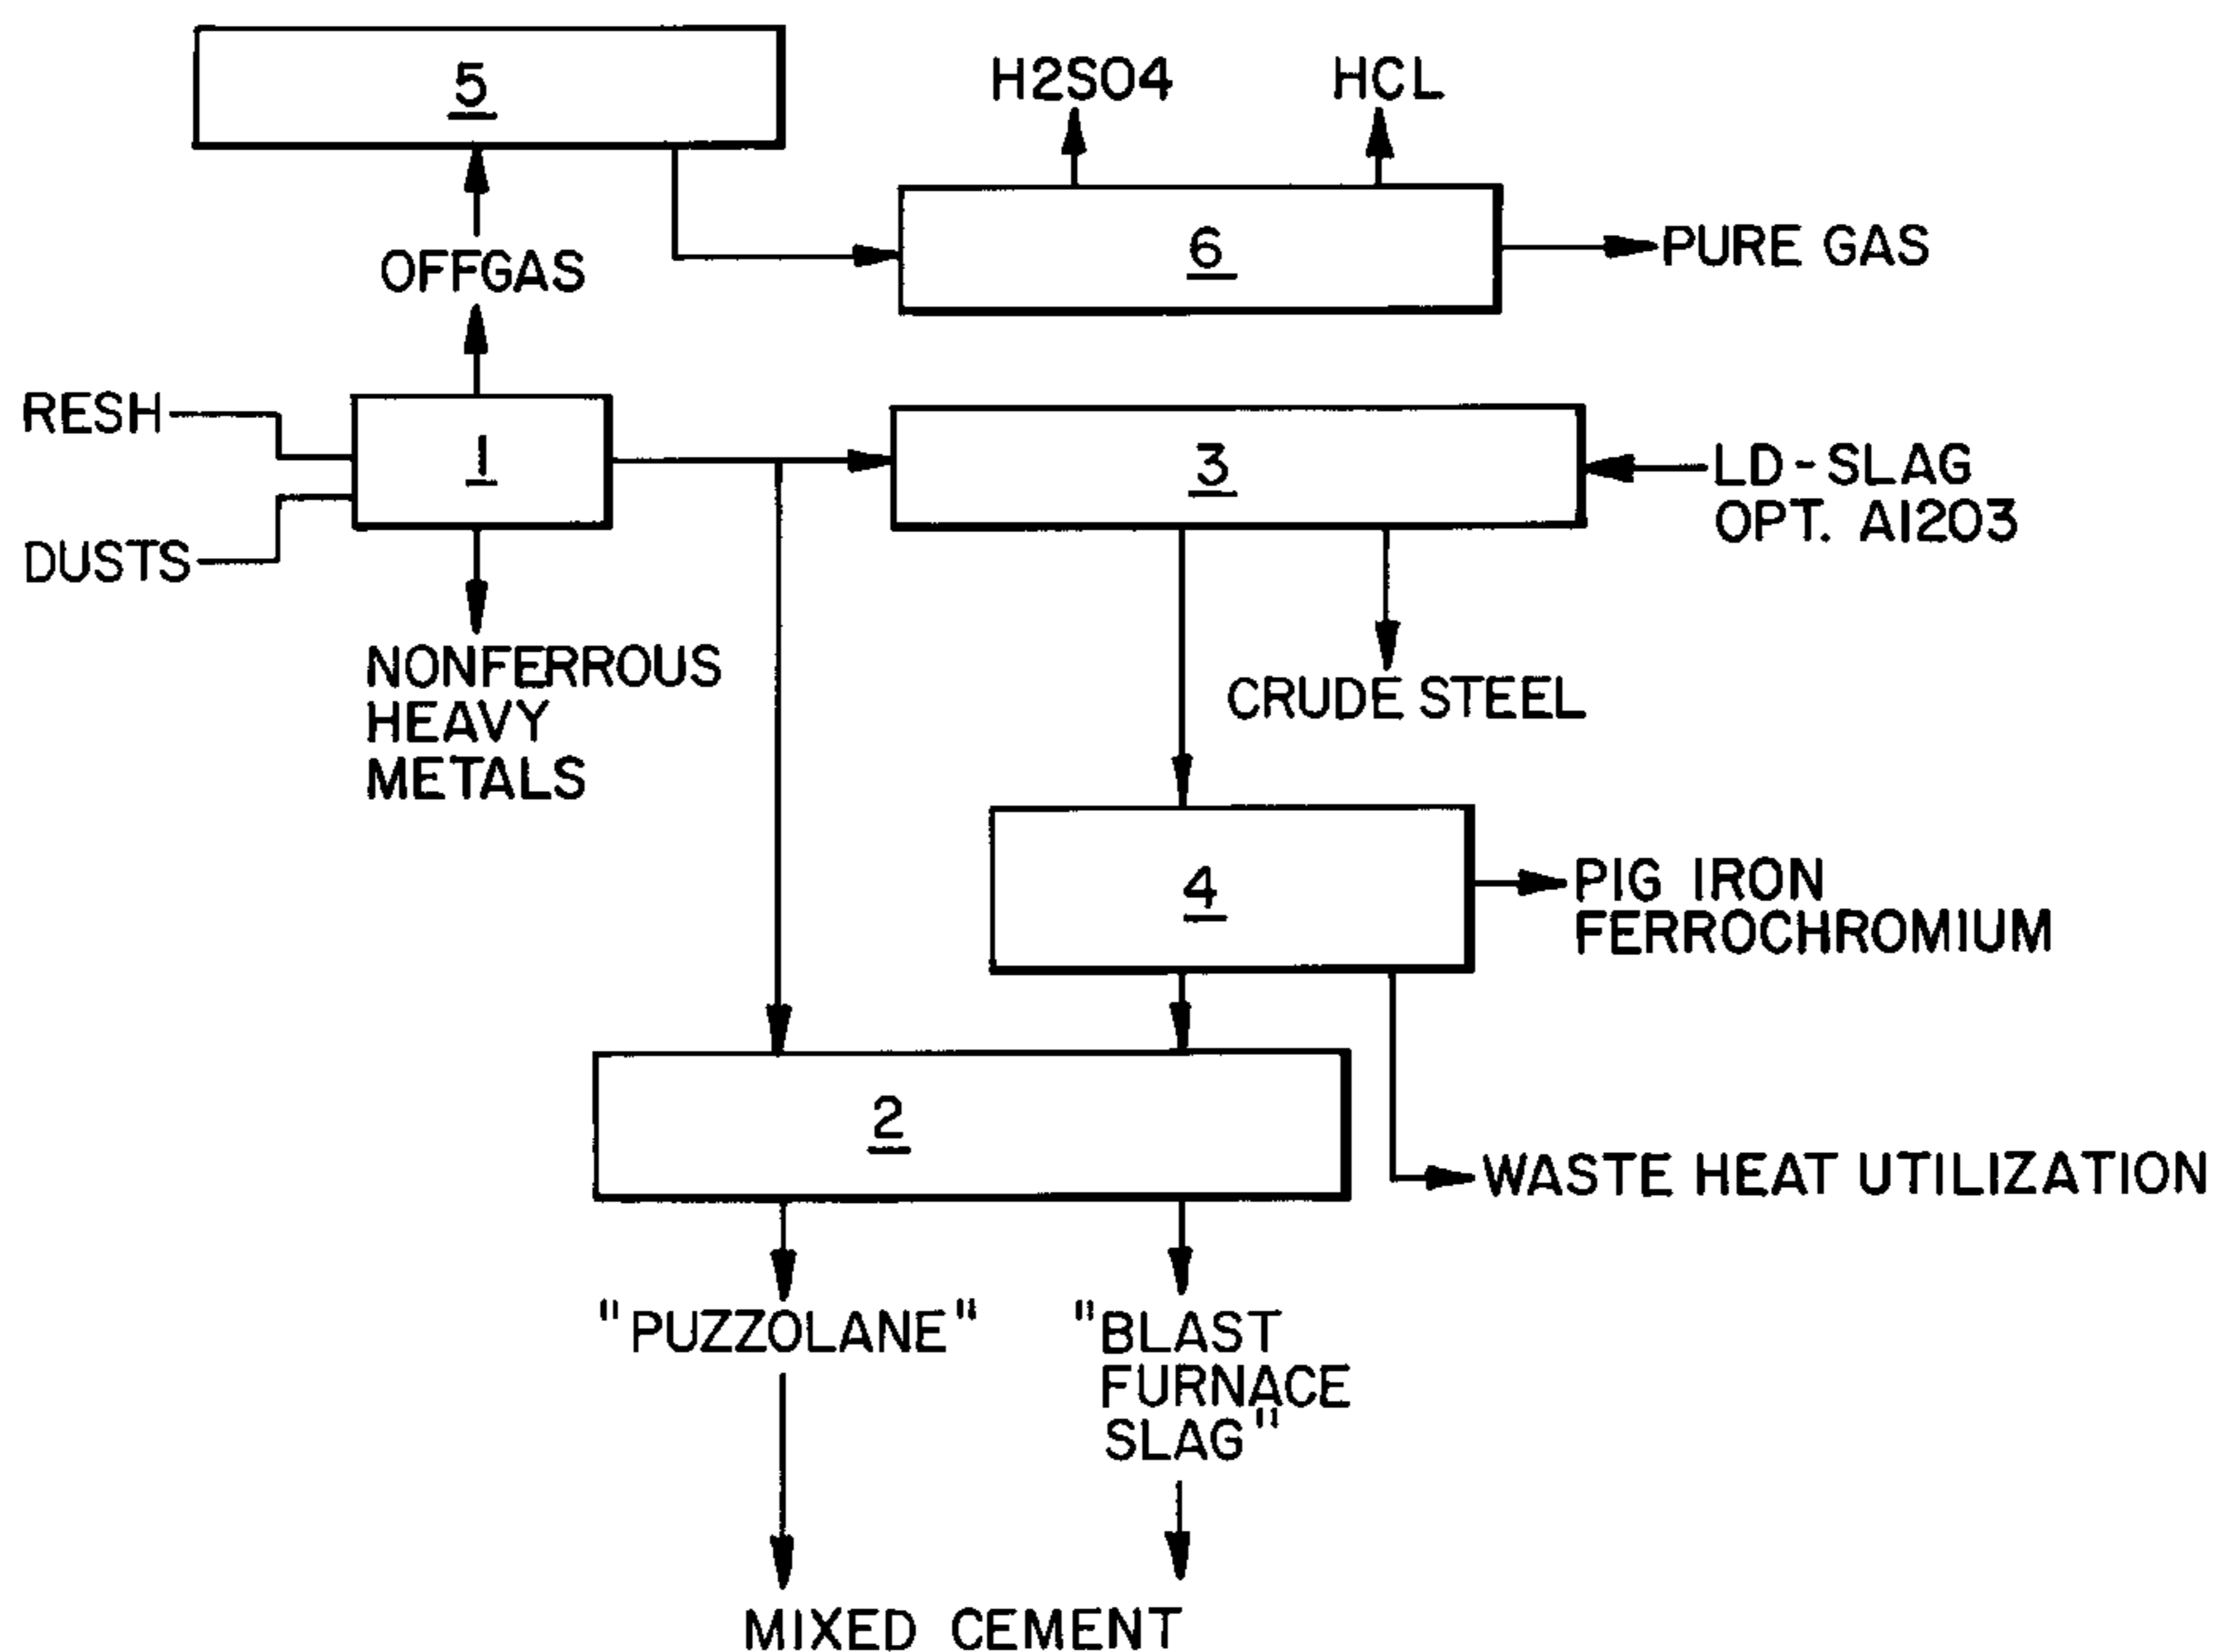 5
H2SO4
HCL
6
PURE GAS
OFFGAS
RESH
1
3
LD-SLAG
OPT. Al2O3
DUSTS
NONFERROUS
HEAVY
METALS
CRUDE STEEL
4
PIG IRON
FERROCHROMIUM
2
WASTE HEAT UTILIZATION
"PUZZOLANE"
"BLAST
FURNACE
SLAG"
MIXED CEMENT